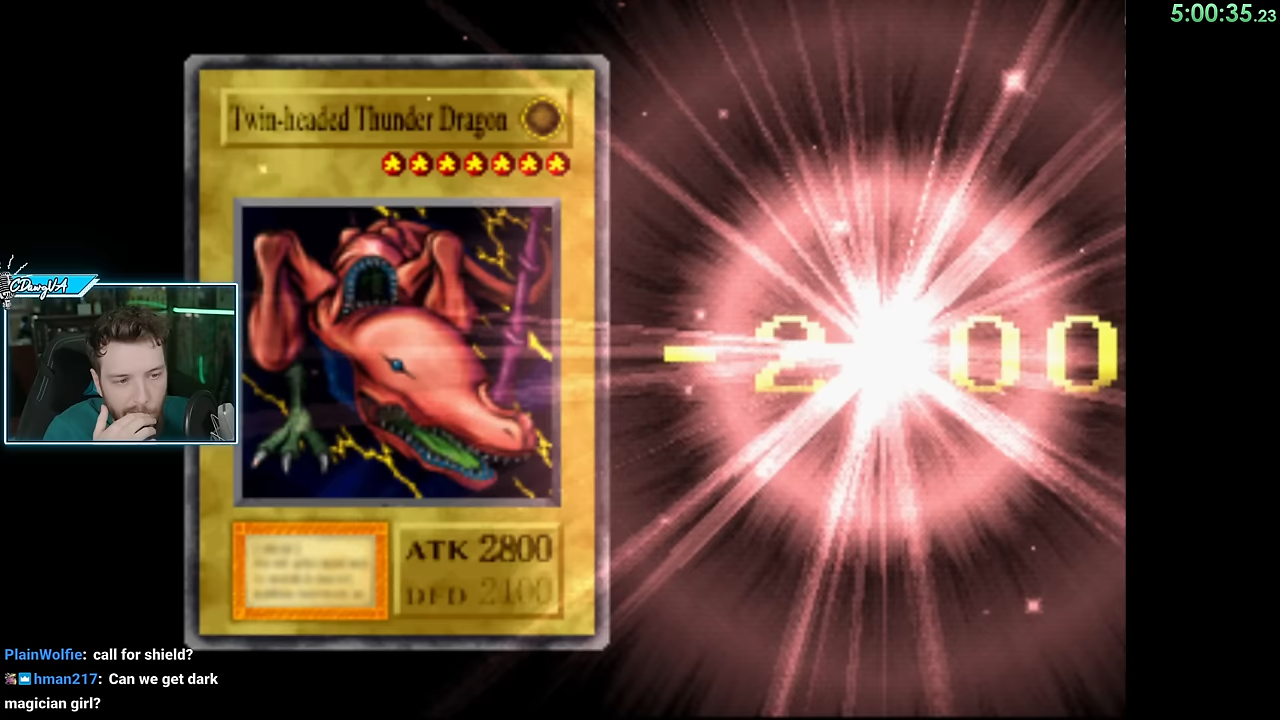 5:00:35.23
Twin-headed Thunder Dragon
CDawgVA
ATK 2800
DFD 2100
PlainWolfie: call for shield?
hman217: Can we get dark
magician girl?